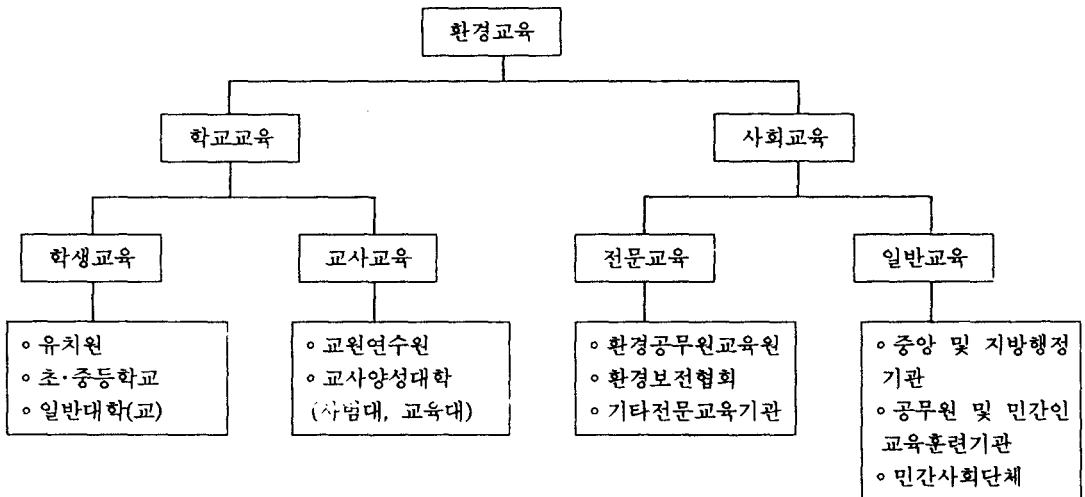 환경교육
학교교육
사회교육
학생교육
교사교육
전문교육
일반교육
∘ 유치원
∘ 초·중등학교
∘ 일반대학(교)
∘ 교원연수원
∘ 교사양성대학
(사범대, 교육대)
∘ 환경공무원교육원
∘ 환경보전협회
∘ 기타전문교육기관
∘ 중앙 및 지방행정
기관
∘ 공무원 및 민간인
교육훈련기관
∘ 민간사회단체